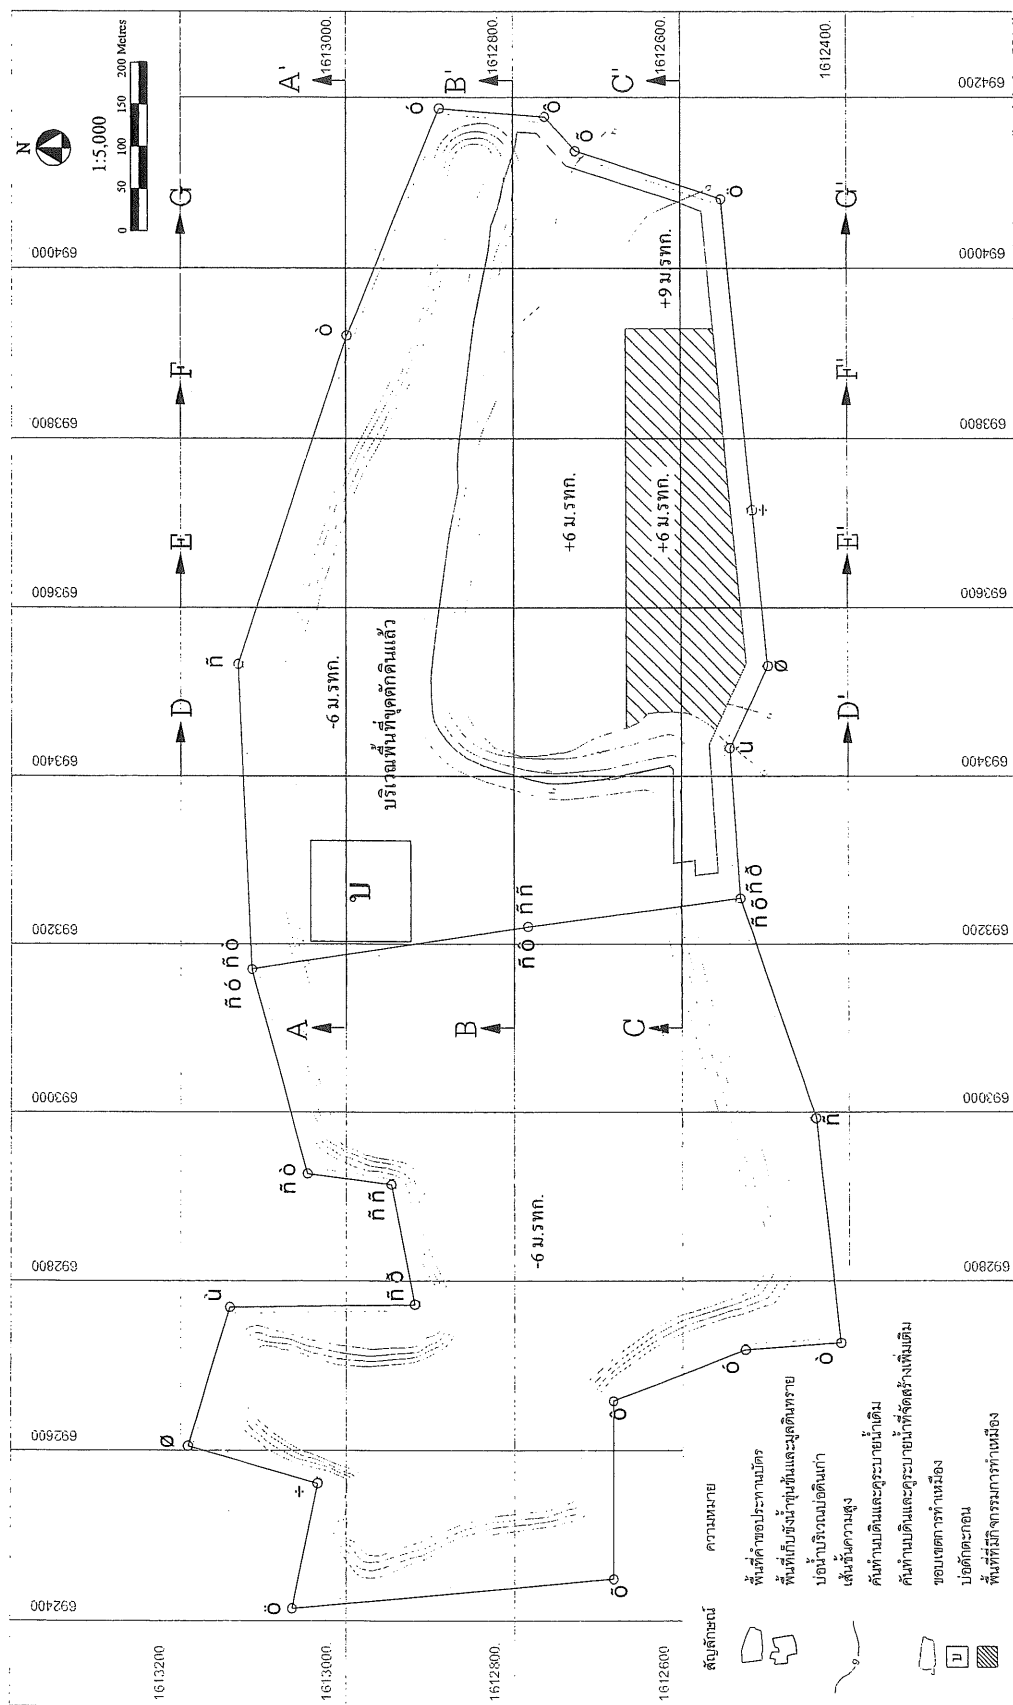 N
1:5,000
0 50 100 150 200 Metres
A'
B'
C'
1613000.
1612800.
1612600.
1612400.
694200
G
G'
694000
694000
+9 ม.รทก.
F
F'
693800
693800
+6 ม.รทก.
+6 ม.รทก.
E
E'
693600
693600
-6 ม.รทก.
บริเวณพื้นที่ขุดตักดินแล้ว
D
D'
693400
693400
บ
693200
693200
A
B
C
693000
693000
-6 ม.รทก.
692800
692800
692600
692400
1613200
1613000.
1612800.
1612600
ñ
ò
ó
ô
õ
ö
÷
ø
ù
ñ ð
ñ ó
ñ ñ
ñ ô
ñ ð
ñ õ
ñ
ò
ó
ô
õ
ö
÷
ø
ù
ñ ð
ñ ñ
ñ ò
สัญลักษณ์ ความหมาย
พื้นที่คำขอประทานบัตร
พื้นที่เก็บขังน้ำขุ่นข้นและมูลดินทราย
บ่อน้ำบริเวณบ่อดินเก่า
เส้นชั้นความสูง
คันทำนบดินและคูระบายน้ำเดิม
คันทำนบดินและคูระบายน้ำที่จัดสร้างเพิ่มเติม
ขอบเขตการทำเหมือง
บ บ่อดักตะกอน
พื้นที่ที่มีกิจกรรมการทำเหมือง